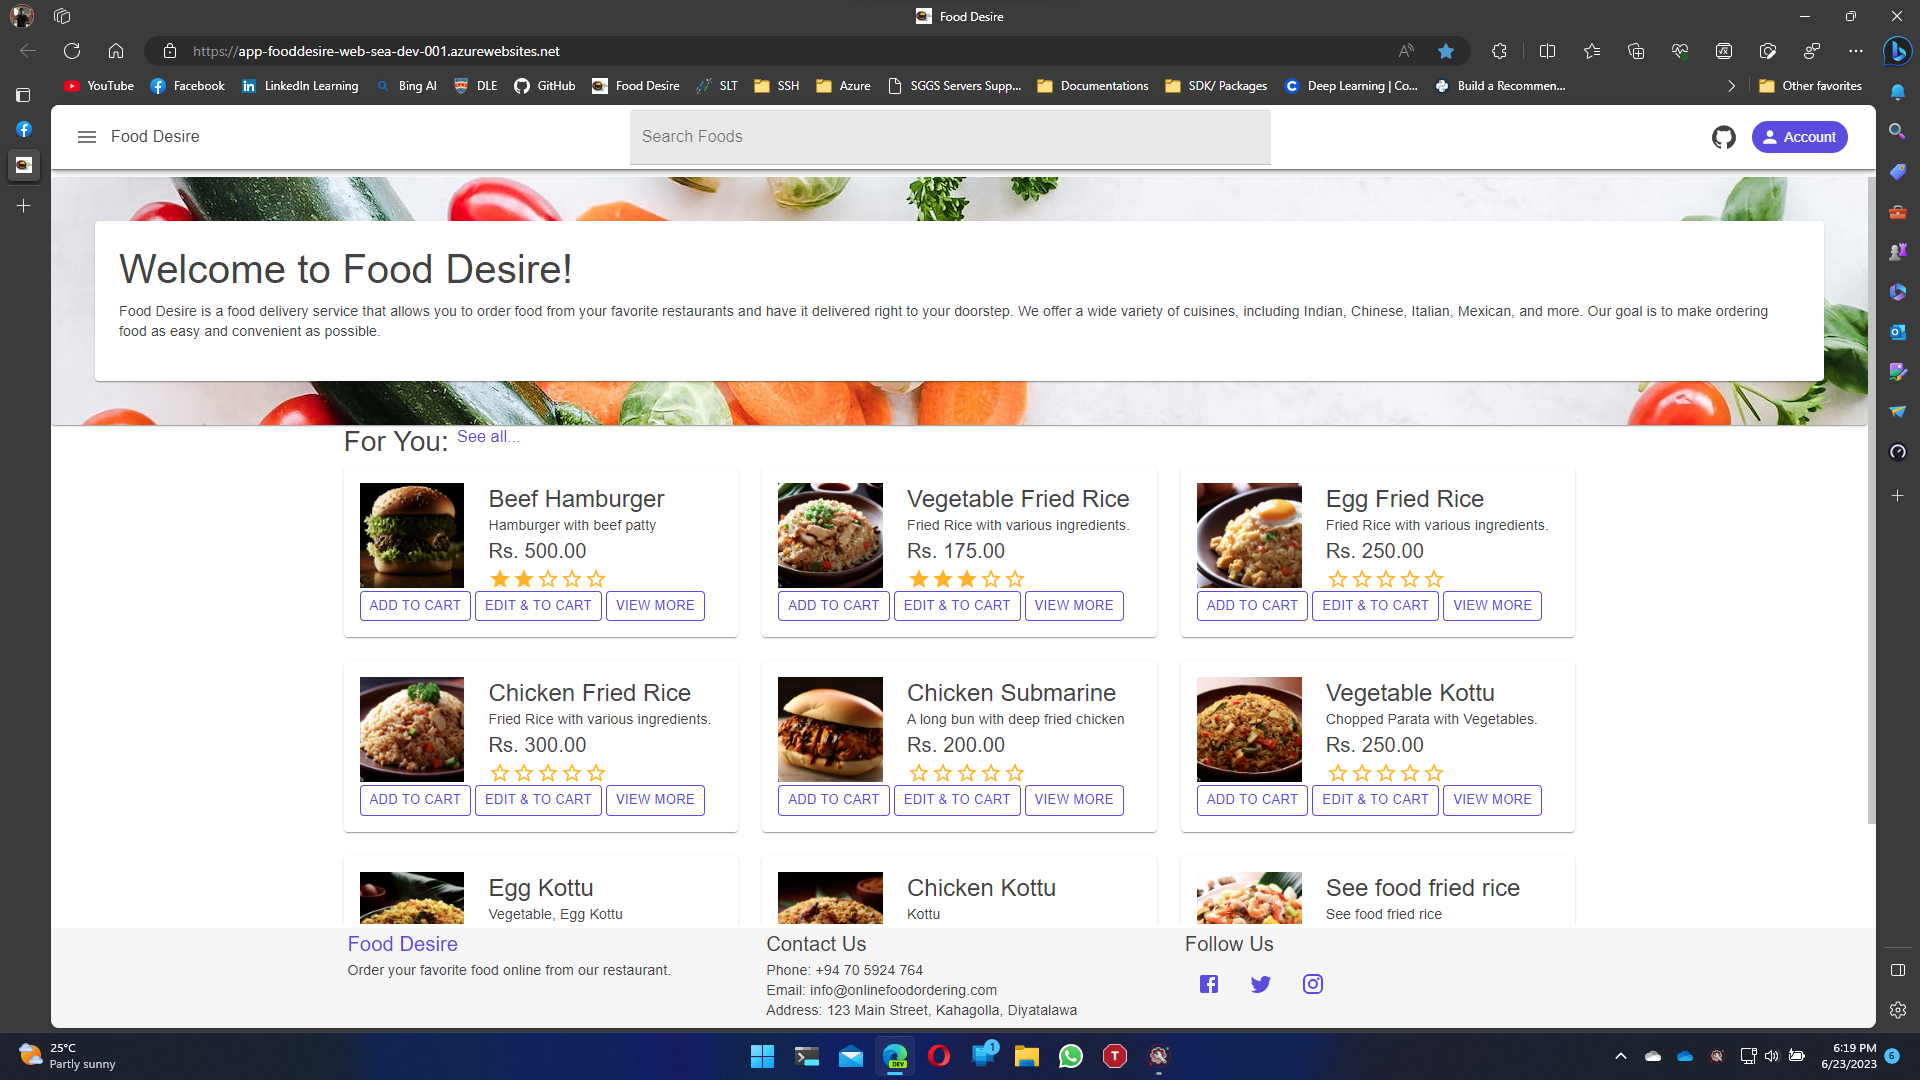 Food Desire
https://app-fooddesire-web-sea-dev-001.azurewebsites.net
YouTube
Facebook
LinkedIn Learning
Bing AI
DLE
GitHub
Food Desire
SLT
SSH
Azure
SGGS Servers Supp...
Documentations
SDK/ Packages
Deep Learning | Co...
Build a Recommen...
Other favorites
Food Desire
Search Foods
Account
Welcome to Food Desire!
Food Desire is a food delivery service that allows you to order food from your favorite restaurants and have it delivered right to your doorstep. We offer a wide variety of cuisines, including Indian, Chinese, Italian, Mexican, and more. Our goal is to make ordering
food as easy and convenient as possible.
For You: See all...
Beef Hamburger
Hamburger with beef patty
Rs. 500.00
ADD TO CART EDIT & TO CART VIEW MORE
Vegetable Fried Rice
Fried Rice with various ingredients.
Rs. 175.00
ADD TO CART EDIT & TO CART VIEW MORE
Egg Fried Rice
Fried Rice with various ingredients.
Rs. 250.00
ADD TO CART EDIT & TO CART VIEW MORE
Chicken Fried Rice
Fried Rice with various ingredients.
Rs. 300.00
ADD TO CART EDIT & TO CART VIEW MORE
Chicken Submarine
A long bun with deep fried chicken
Rs. 200.00
ADD TO CART EDIT & TO CART VIEW MORE
Vegetable Kottu
Chopped Parata with Vegetables.
Rs. 250.00
ADD TO CART EDIT & TO CART VIEW MORE
Egg Kottu
Vegetable, Egg Kottu
Chicken Kottu
Kottu
See food fried rice
See food fried rice
Food Desire
Order your favorite food online from our restaurant.
Contact Us
Phone: +94 70 5924 764
Email: info@onlinefoodordering.com
Address: 123 Main Street, Kahagolla, Diyatalawa
Follow Us
25°C
Partly sunny
DEV
1
T
6:19 PM
6/23/2023
6